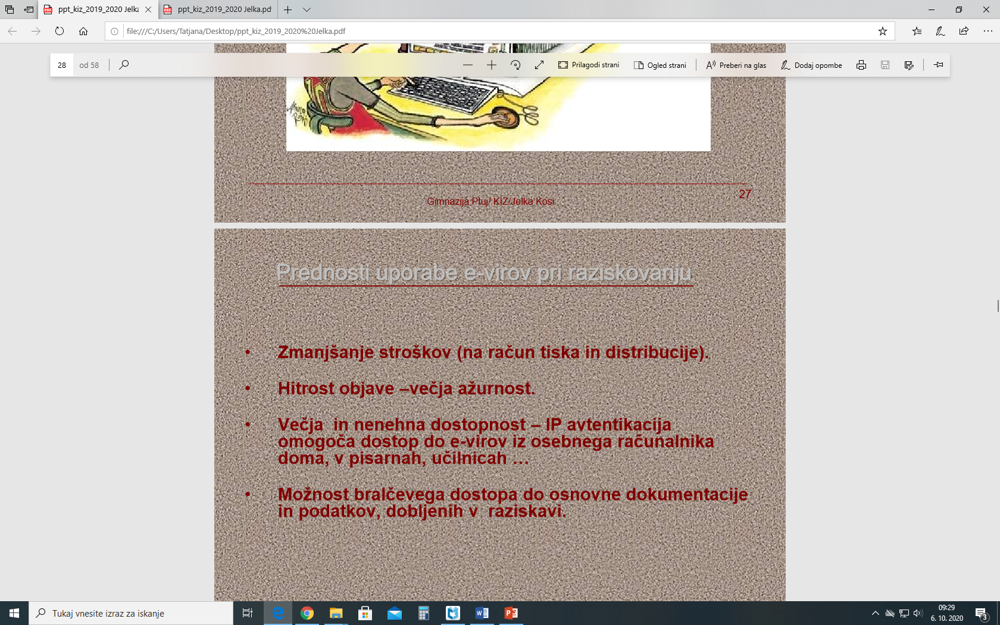 ppt_kiz_2019_2020 Jelka
ppt_kiz_2019_2020 Jelka.pdf
file:///C:/Users/Tatjana/Desktop/ppt_kiz_2019_2020%20Jelka.pdf
28 od 58 Prilagodi strani Ogled strani Preberi na glas Dodaj opombe
27
Gimnazija Ptuj/ KIZ/Jelka Kosi
Prednosti uporabe e-virov pri raziskovanju
• Zmanjšanje stroškov (na račun tiska in distribucije).
• Hitrost objave –večja ažurnost.
• Večja in nenehna dostopnost – IP avtentikacija
omogoča dostop do e-virov iz osebnega računalnika
doma, v pisarnah, učilnicah ...
• Možnost bralčevega dostopa do osnovne dokumentacije
in podatkov, dobljenih v raziskavi.
Tukaj vnesite izraz za iskanje
09:29
6. 10. 2020
3